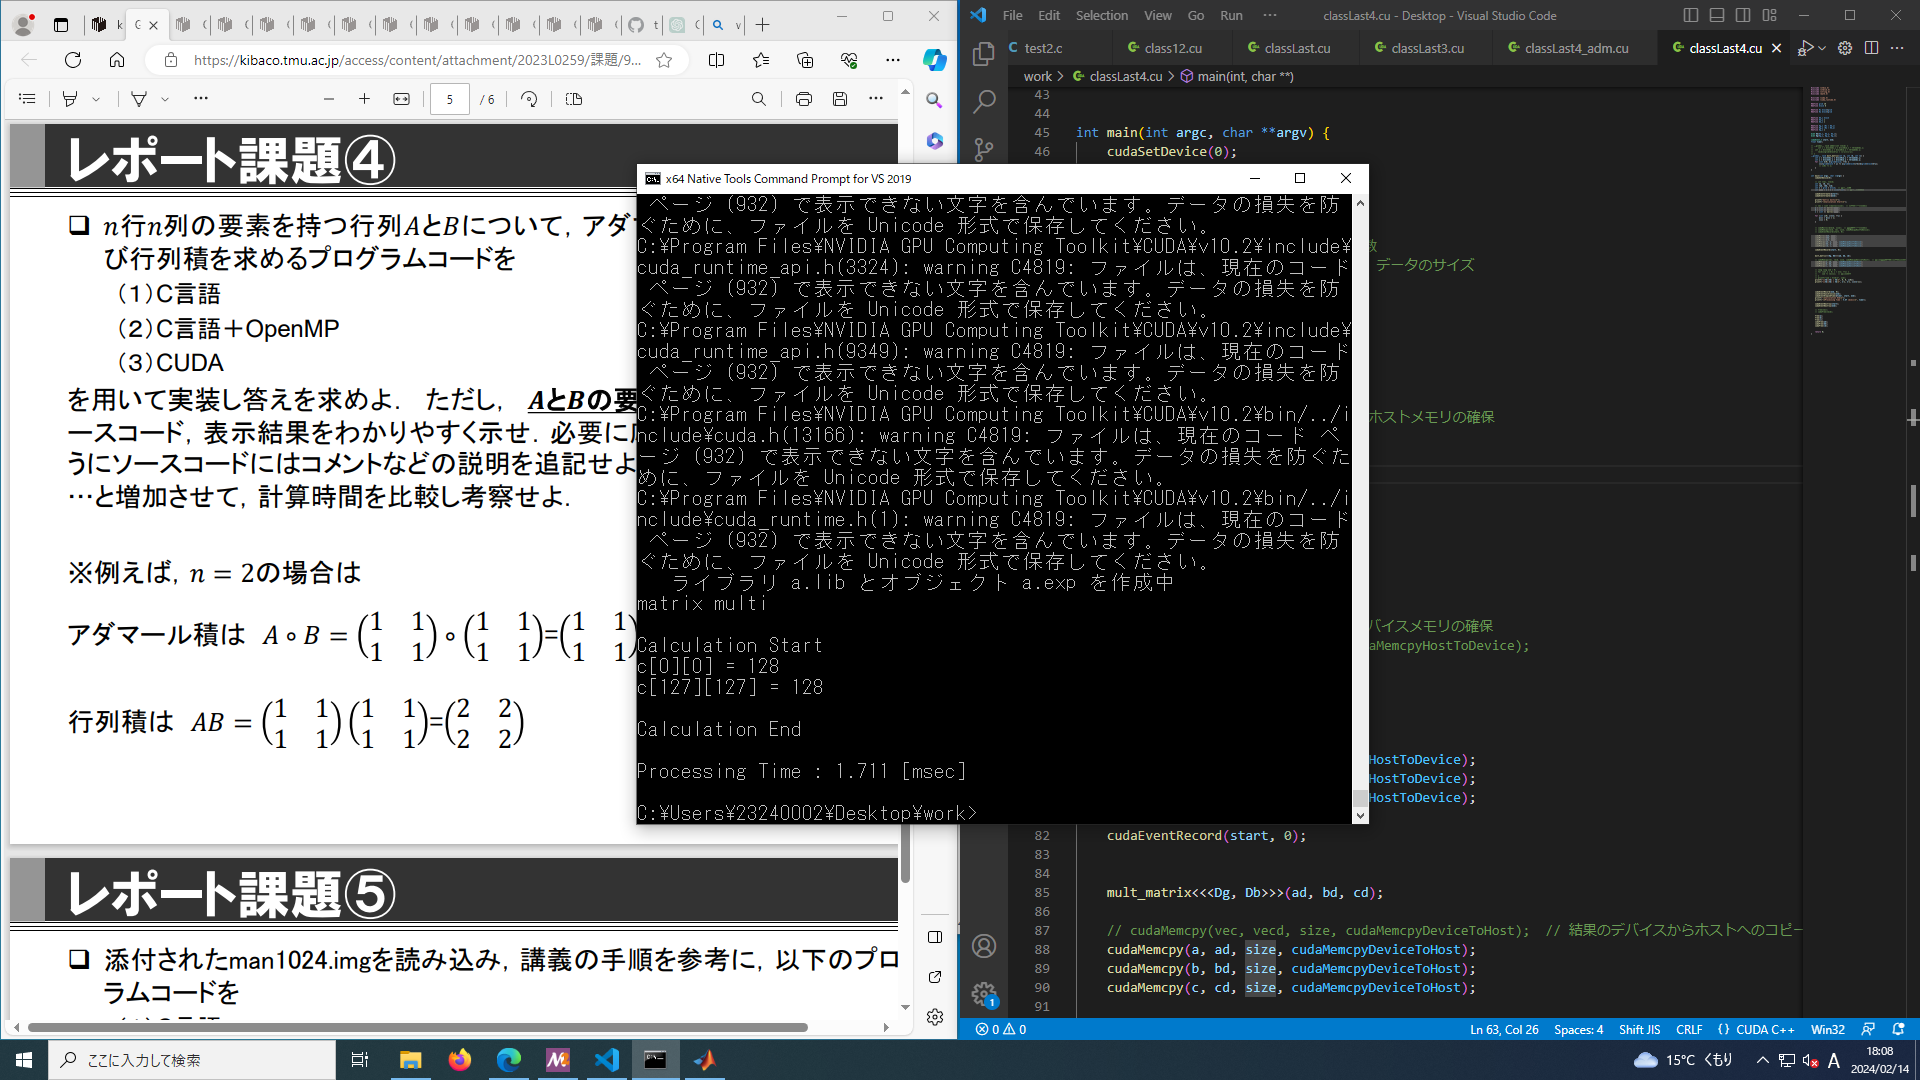 https://kibaco.tmu.ac.jp/access/content/attachment/2023L0259/課題/9...
5 / 6
レポート課題④
n行n列の要素を持つ行列AとBについて，アダマ
び行列積を求めるプログラムコードを
（１）C言語
（２）C言語＋OpenMP
（３）CUDA
を用いて実装し答えを求めよ．　ただし，　AとBの要
ースコード，表示結果をわかりやすく示せ．必要に応
うにソースコードにはコメントなどの説明を追記せよ
…と増加させて，計算時間を比較し考察せよ．
※例えば，n = 2の場合は
アダマール積は A∘B = (1 1 1 1)∘(1 1 1 1)=(1 1 1 1)
行列積は AB = (1 1 1 1)(1 1 1 1)=(2 2 2 2)
レポート課題⑤
添付されたman1024.imgを読み込み，講義の手順を参考に，以下のプロ
ラムコードを
x64 Native Tools Command Prompt for VS 2019
ページ (932) で表示できない文字を含んでいます。データの損失を防
ぐために、ファイルを Unicode 形式で保存してください。
C:¥Program Files¥NVIDIA GPU Computing Toolkit¥CUDA¥v10.2¥include¥
cuda_runtime_api.h(3324): warning C4819: ファイルは、現在のコード
ページ (932) で表示できない文字を含んでいます。データの損失を防
ぐために、ファイルを Unicode 形式で保存してください。
C:¥Program Files¥NVIDIA GPU Computing Toolkit¥CUDA¥v10.2¥include¥
cuda_runtime_api.h(9349): warning C4819: ファイルは、現在のコード
ページ (932) で表示できない文字を含んでいます。データの損失を防
ぐために、ファイルを Unicode 形式で保存してください。
C:¥Program Files¥NVIDIA GPU Computing Toolkit¥CUDA¥v10.2¥bin/../i
nclude¥cuda.h(13166): warning C4819: ファイルは、現在のコード ペ
ージ (932) で表示できない文字を含んでいます。データの損失を防ぐた
めに、ファイルを Unicode 形式で保存してください。
C:¥Program Files¥NVIDIA GPU Computing Toolkit¥CUDA¥v10.2¥bin/../i
nclude¥cuda_runtime.h(1): warning C4819: ファイルは、現在のコード
ページ (932) で表示できない文字を含んでいます。データの損失を防
ぐために、ファイルを Unicode 形式で保存してください。
ライブラリ a.lib とオブジェクト a.exp を作成中
matrix multi
Calculation Start
c[0][0] = 128
c[127][127] = 128
Calculation End
Processing Time : 1.711 [msec]
C:¥Users¥23240002¥Desktop¥work>
File Edit Selection View Go Run ··· classLast4.cu - Desktop - Visual Studio Code
test2.c class12.cu classLast.cu classLast3.cu classLast4_adm.cu classLast4.cu
work > classLast4.cu > main(int, char **)
43
44
45 int main(int argc, char **argv) {
46 cudaSetDevice(0);
数
データのサイズ
ホストメモリの確保
バイスメモリの確保
aMemcpyHostToDevice);
HostToDevice);
HostToDevice);
HostToDevice);
82 cudaEventRecord(start, 0);
83
84
85 mult_matrix<<<Dg, Db>>>(ad, bd, cd);
86
87 // cudaMemcpy(vec, vecd, size, cudaMemcpyDeviceToHost); // 結果のデバイスからホストへのコピー
88 cudaMemcpy(a, ad, size, cudaMemcpyDeviceToHost);
89 cudaMemcpy(b, bd, size, cudaMemcpyDeviceToHost);
90 cudaMemcpy(c, cd, size, cudaMemcpyDeviceToHost);
91
1
0 0 Ln 63, Col 26 Spaces: 4 Shift JIS CRLF {} CUDA C++ Win32
ここに入力して検索
15°C くもり A 18:08
2024/02/14